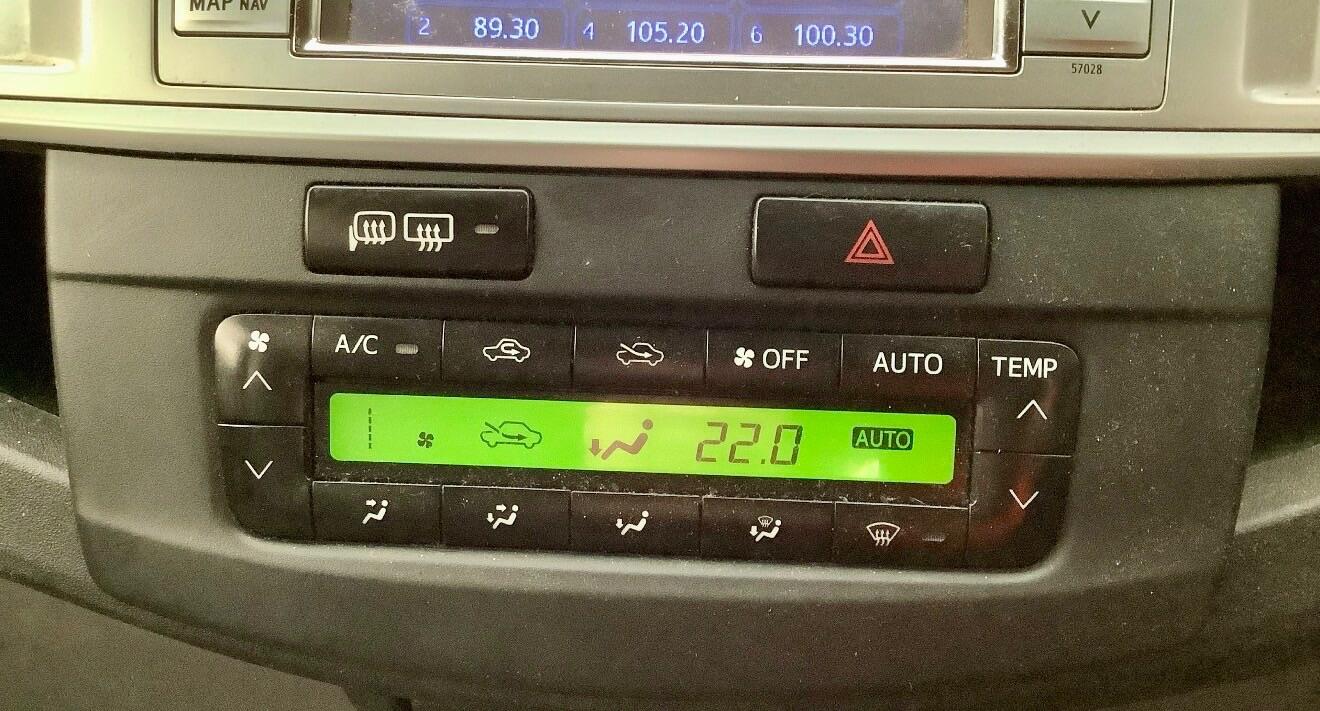 MAP NAV
2 89.30 4 105.20 6 100.30
57028
A/C OFF AUTO TEMP
22.0 AUTO